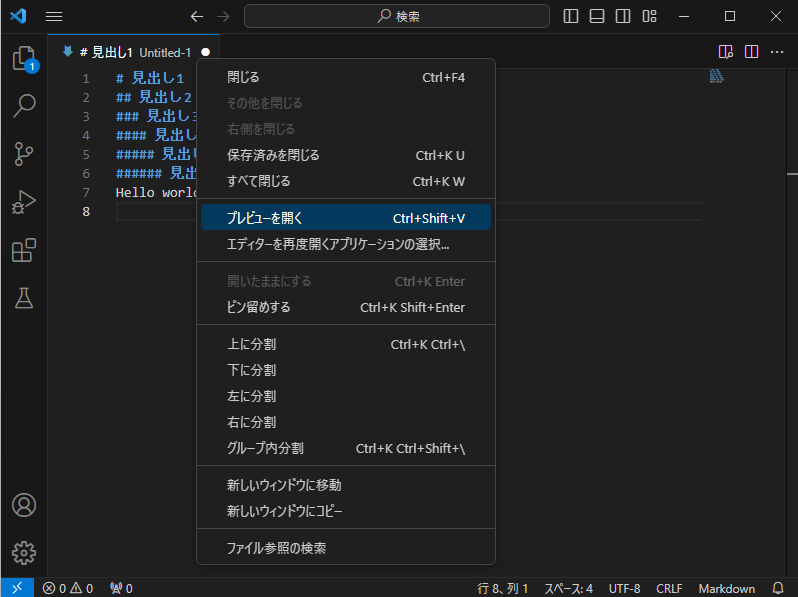 検索
1
# 見出し1 Untitled-1
1 # 見出し1
2 ## 見出し2
3 ### 見出し3
4 #### 見出し
5 ##### 見出し
6 ###### 見出
7 Hello world
8
閉じる Ctrl+F4
その他を閉じる
右側を閉じる
保存済みを閉じる Ctrl+K U
すべて閉じる Ctrl+K W
プレビューを開く Ctrl+Shift+V
エディターを再度開くアプリケーションの選択...
開いたままにする Ctrl+K Enter
ピン留めする Ctrl+K Shift+Enter
上に分割 Ctrl+K Ctrl+\
下に分割
左に分割
右に分割
グループ内分割 Ctrl+K Ctrl+Shift+\
新しいウィンドウに移動
新しいウィンドウにコピー
ファイル参照の検索
0 0 0 行 8、列 1 スペース: 4 UTF-8 CRLF Markdown